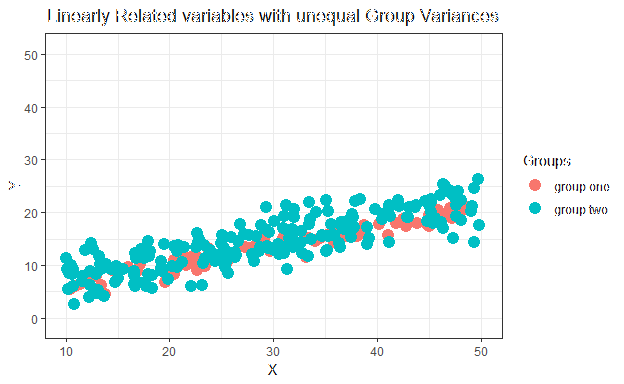 Linearly Related variables with unequal Group Variances
50
40
30
20
10
0
Y
10
20
30
40
50
X
Groups
group one
group two